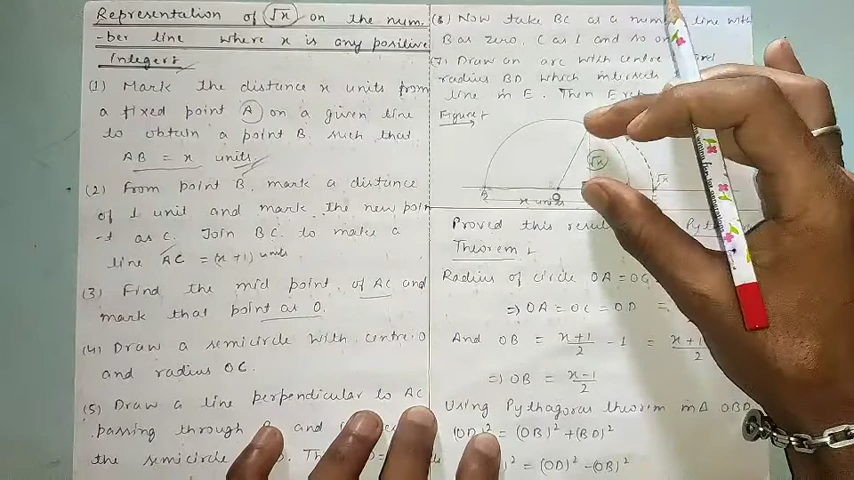 Representation of √x on the num.
-ber line where x is any positive
Integer
(1) Mark the distance x units from
a fixed point A on a given line
to obtain a point B, such that
AB = x units
(2) From point B, mark a distance
of 1 unit and mark the new poin
-t as C. Join BC. to make a
line AC = (x+1) units
(3) Find the mid point of AC and
mark that point as O.
(4) Draw a semicircle with centre O
and radius OC.
(5) Draw a line perpendicular to AC
passing through and
the semicircle
Now take BC as a line with
B as zero, C as 1 and so on
(7) Draw an arc with centre and
radius BD which intersects
line in E. Then E
Figure:
√x
√x
A O
x units
Proved this result Py
Theorem:
Radius of circle OA = OC
⇒ OA = OC = OD =
And OB = x+1/2 - 1 = x+1
⇒ OB = x-1/2
Using Pythagoras theorem in Δ OBD
(OD)² = (OB)² + (BD)²
)² = (OD)² - (OB)²